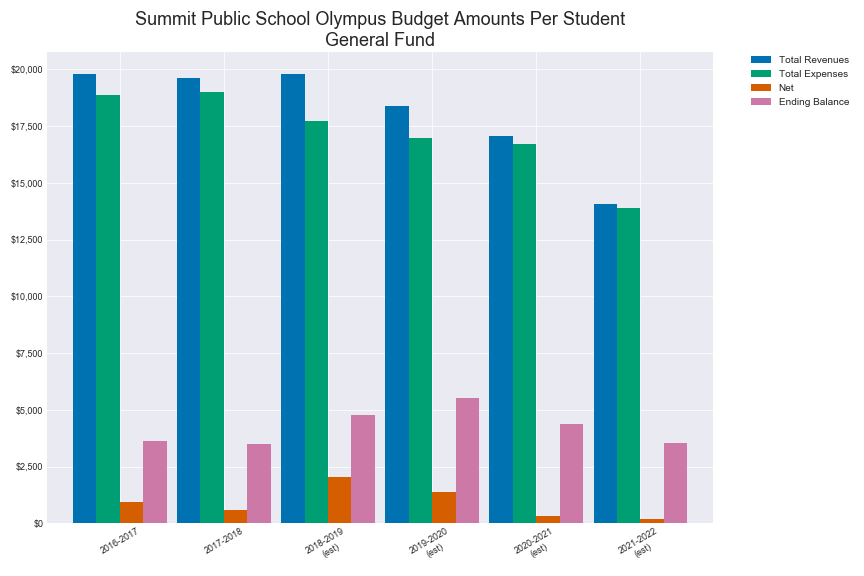 Summit Public School Olympus Budget Amounts Per Student
General Fund
Total Revenues
Total Expenses
Net
Ending Balance
$20,000
$17,500
$15,000
$12,500
$10,000
$7,500
$5,000
$2,500
$0
2016-2017
2017-2018
2018-2019
(est)
2019-2020
(est)
2020-2021
(est)
2021-2022
(est)